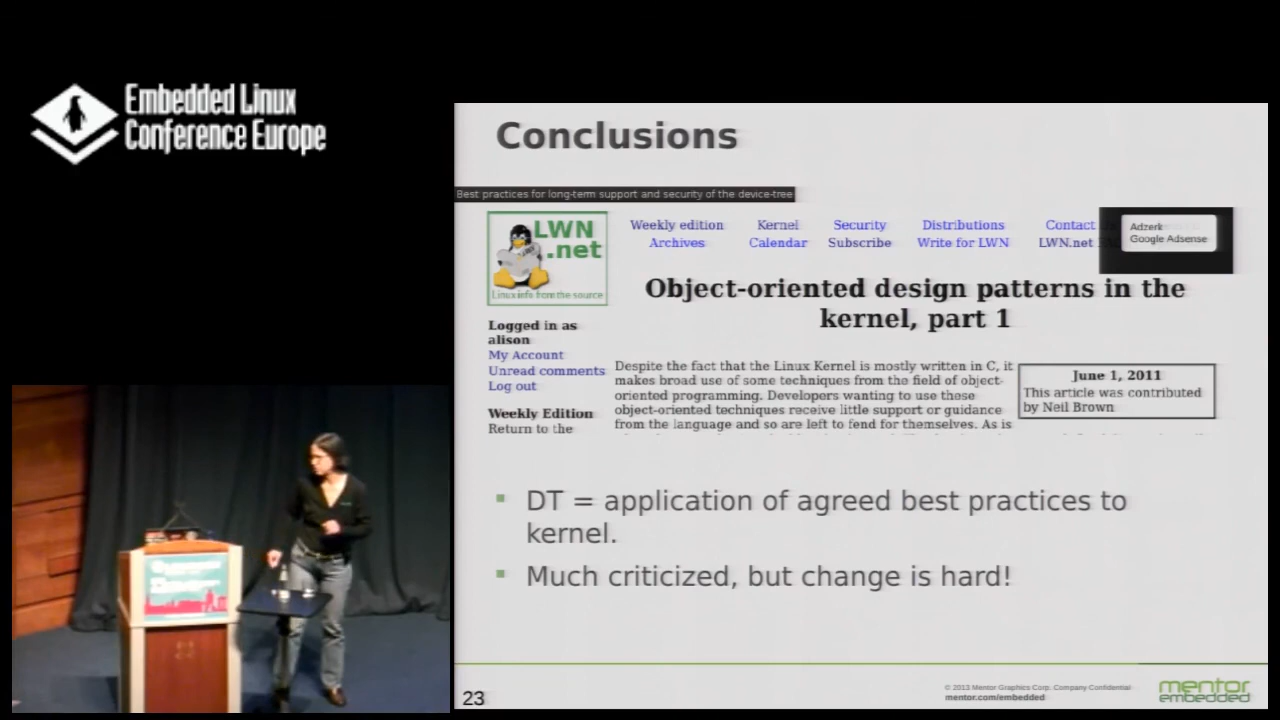 Embedded Linux
Conference Europe
Conclusions
Best practices for long-term support and security of the device-tree
LWN
.net
Linux info from the source
Weekly edition Kernel Security Distributions Contact
Archives Calendar Subscribe Write for LWN LWN.net
Adzerk
Google Adsense
Object-oriented design patterns in the
kernel, part 1
Logged in as
alison
My Account
Unread comments
Log out
Weekly Edition
Return to the
Despite the fact that the Linux Kernel is mostly written in C, it
makes broad use of some techniques from the field of object-
oriented programming. Developers wanting to use these
object-oriented techniques receive little support or guidance
from the language and so are left to fend for themselves. As is
June 1, 2011
This article was contributed
by Neil Brown
DT = application of agreed best practices to
kernel.
Much criticized, but change is hard!
23
© 2013 Mentor Graphics Corp. Company Confidential
mentor.com/embedded
mentor
embedded